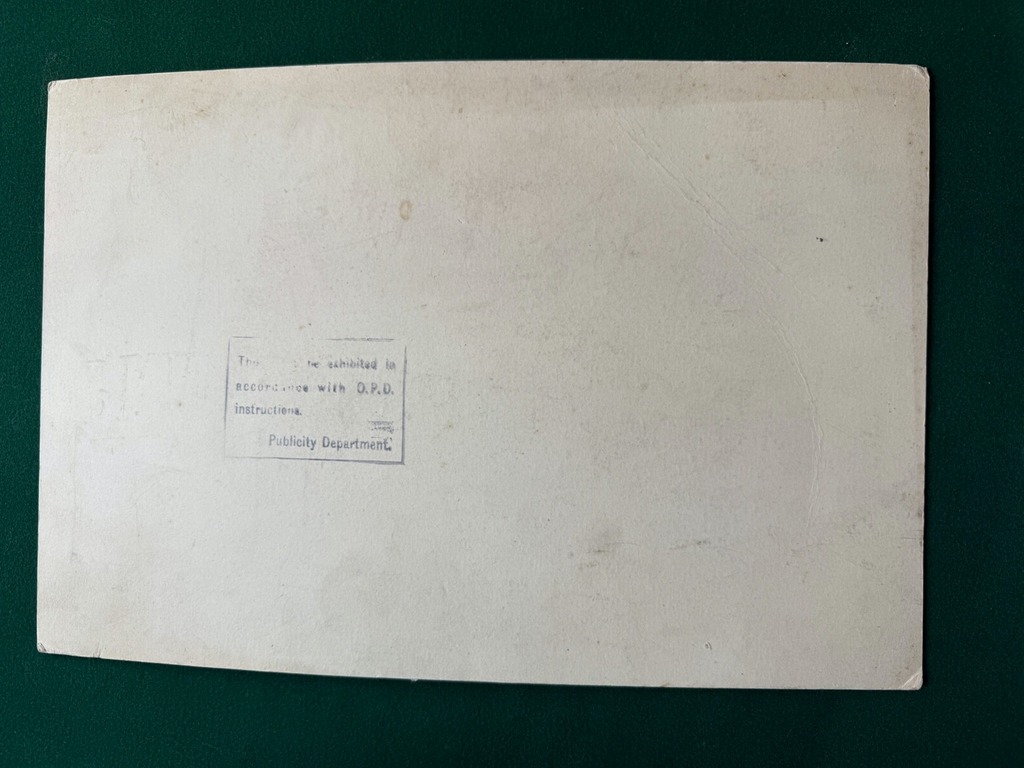 be exhibited in
accordance with O.P.D.
instructions.
Publicity Department.